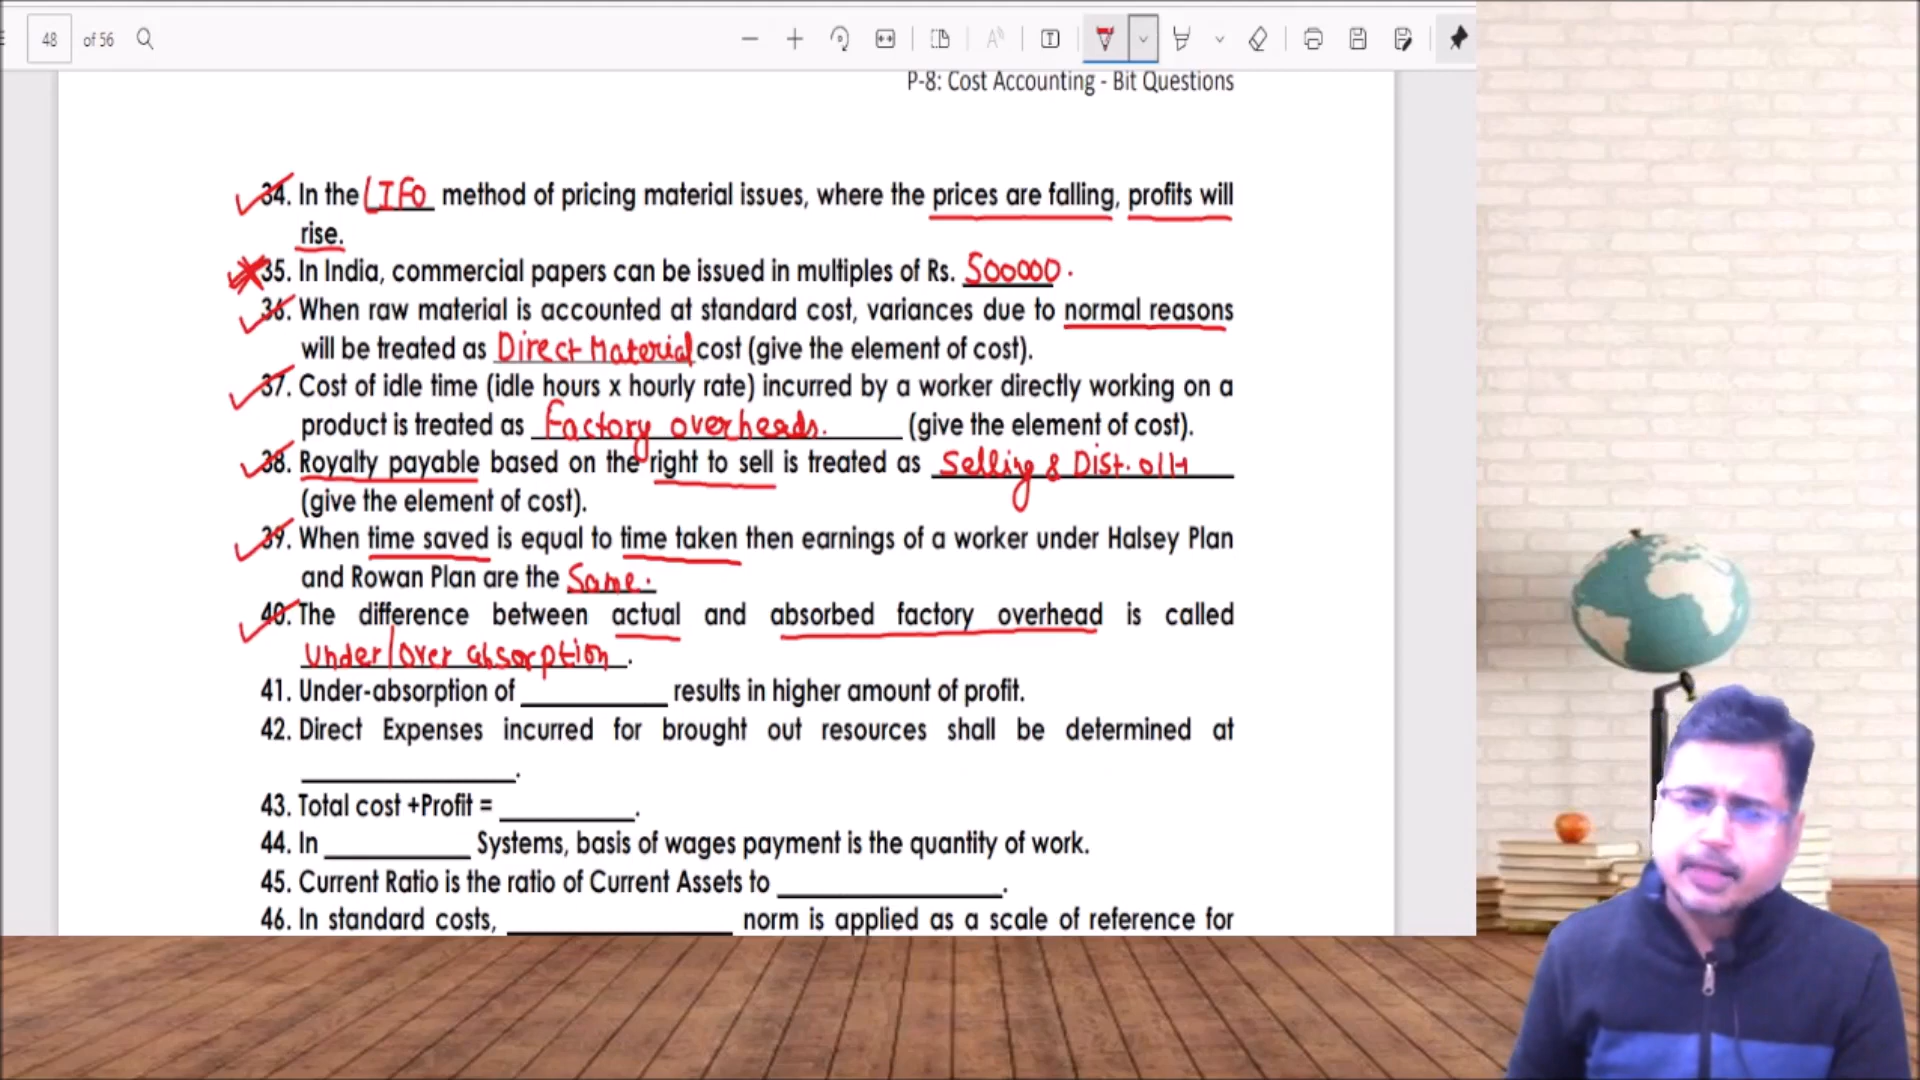 48 of 56
P-8: Cost Accounting - Bit Questions
34. In the LIFO method of pricing material issues, where the prices are falling, profits will
rise.
35. In India, commercial papers can be issued in multiples of Rs. 500000.
36. When raw material is accounted at standard cost, variances due to normal reasons
will be treated as Direct Material cost (give the element of cost).
37. Cost of idle time (idle hours x hourly rate) incurred by a worker directly working on a
product is treated as Factory overheads. (give the element of cost).
38. Royalty payable based on the right to sell is treated as Selling & Dist. O/H
(give the element of cost).
39. When time saved is equal to time taken then earnings of a worker under Halsey Plan
and Rowan Plan are the Same.
40. The difference between actual and absorbed factory overhead is called
Under/Over absorption.
41. Under-absorption of ________ results in higher amount of profit.
42. Direct Expenses incurred for brought out resources shall be determined at
________.
43. Total cost +Profit = ________.
44. In ________ Systems, basis of wages payment is the quantity of work.
45. Current Ratio is the ratio of Current Assets to ________.
46. In standard costs, ________ norm is applied as a scale of reference for